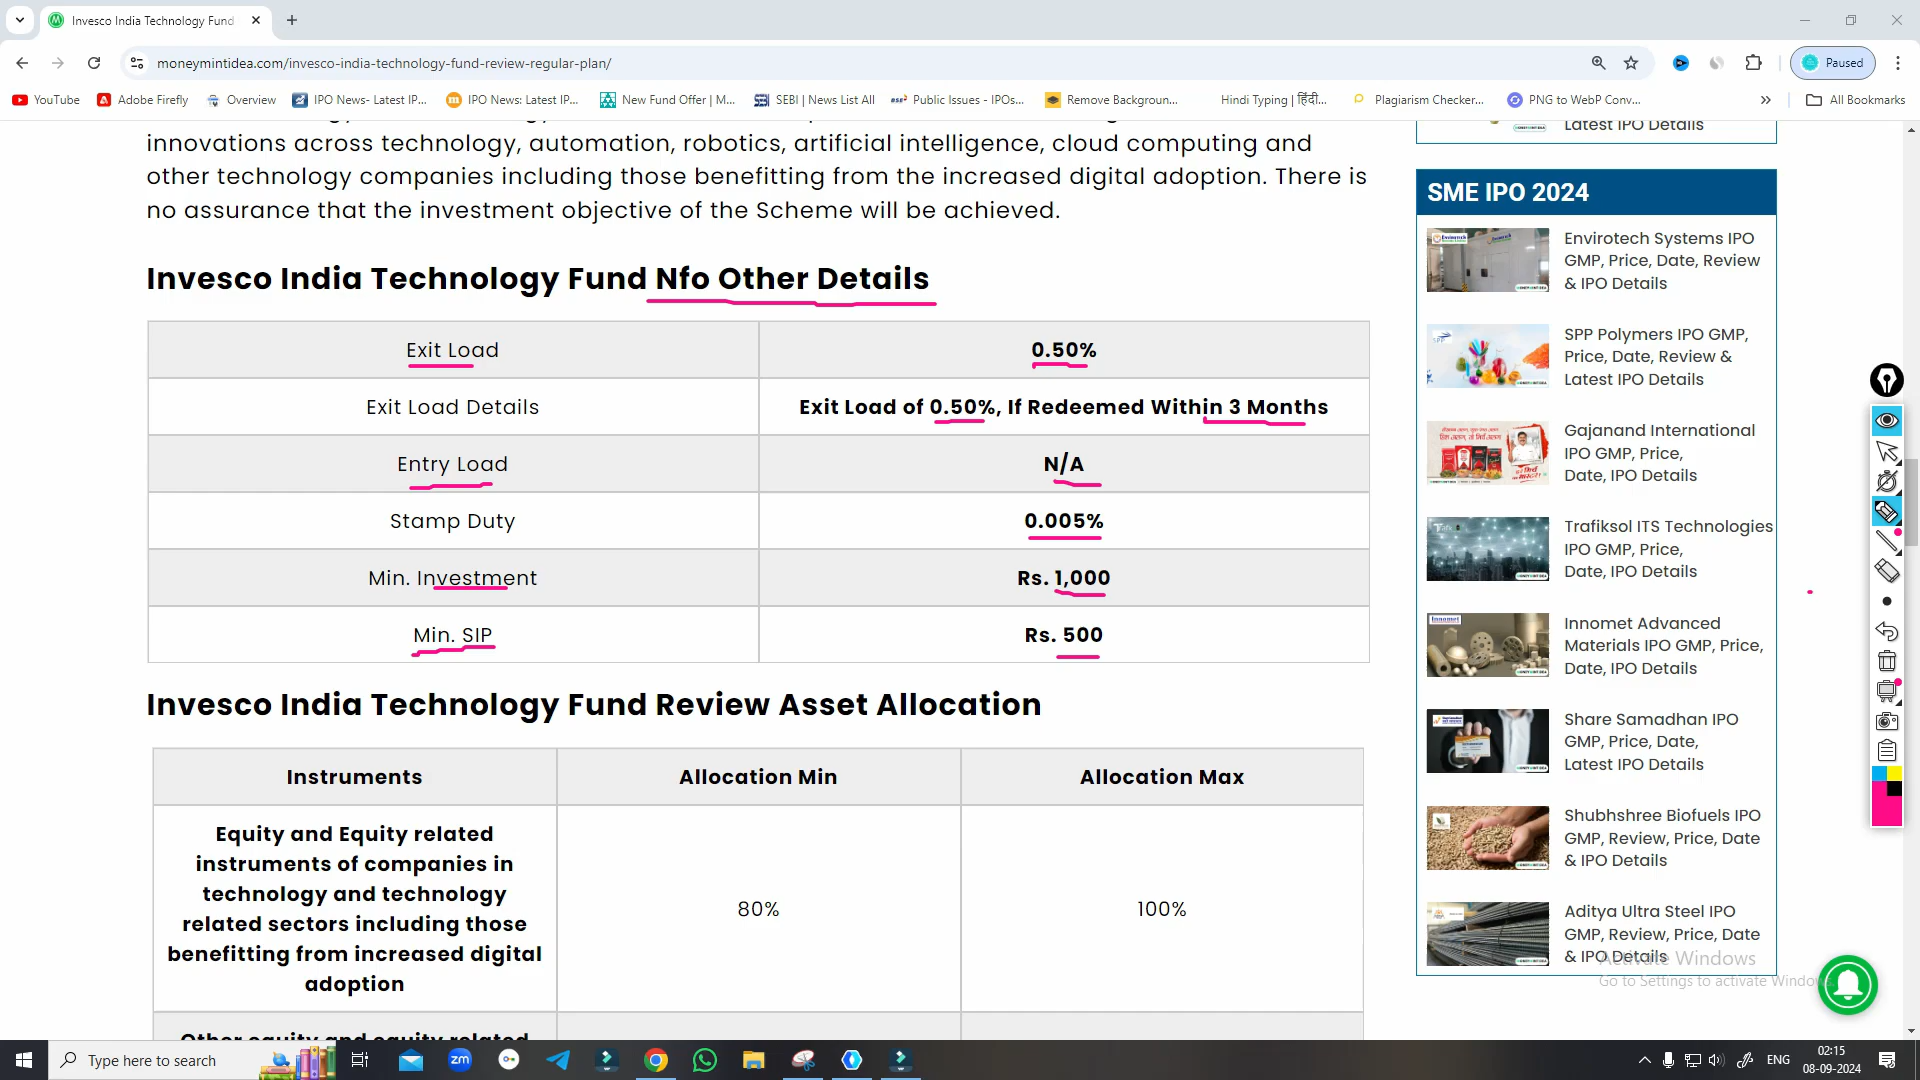 Invesco India Technology Fund
moneymintidea.com/invesco-india-technology-fund-review-regular-plan/
Paused
YouTube
Adobe Firefly
Overview
IPO News- Latest IP...
IPO News: Latest IP...
New Fund Offer | M...
SEBI | News List All
Public Issues - IPOs...
Remove Backgroun...
Hindi Typing | हिंदी...
Plagiarism Checker...
PNG to WebP Conv...
All Bookmarks
innovations across technology, automation, robotics, artificial intelligence, cloud computing and
other technology companies including those benefitting from the increased digital adoption. There is
no assurance that the investment objective of the Scheme will be achieved.
Invesco India Technology Fund Nfo Other Details
Exit Load
0.50%
Exit Load Details
Exit Load of 0.50%, If Redeemed Within 3 Months
Entry Load
N/A
Stamp Duty
0.005%
Min. Investment
Rs. 1,000
Min. SIP
Rs. 500
Invesco India Technology Fund Review Asset Allocation
Instruments
Allocation Min
Allocation Max
Equity and Equity related
instruments of companies in
technology and technology
related sectors including those
benefitting from increased digital
adoption
80%
100%
Other equity and equity related
Latest IPO Details
SME IPO 2024
Envirotech Systems IPO
GMP, Price, Date, Review
& IPO Details
SPP Polymers IPO GMP,
Price, Date, Review &
Latest IPO Details
Gajanand International
IPO GMP, Price,
Date, IPO Details
Trafiksol ITS Technologies
IPO GMP, Price,
Date, IPO Details
Innomet Advanced
Materials IPO GMP, Price,
Date, IPO Details
Share Samadhan IPO
GMP, Price, Date,
Latest IPO Details
Shubhshree Biofuels IPO
GMP, Review, Price, Date
& IPO Details
Aditya Ultra Steel IPO
GMP, Review, Price, Date
& IPO Details
Activate Windows
Go to Settings to activate Windows.
Type here to search
zm
ENG
02:15
08-09-2024